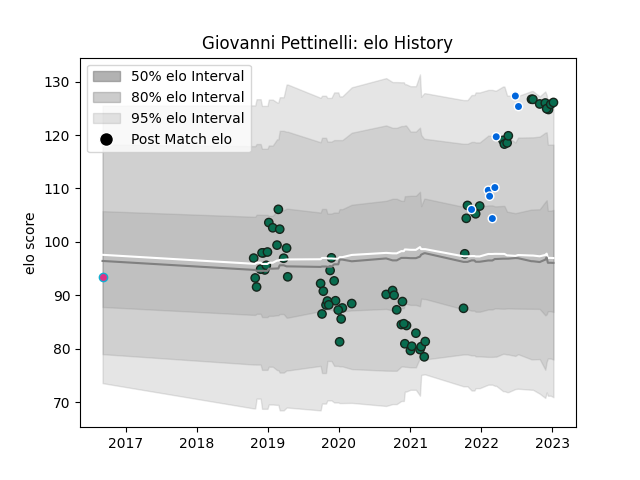 Giovanni Pettinelli: elo History
50% elo Interval
80% elo Interval
95% elo Interval
Post Match elo
elo score
130
120
110
100
90
80
70
2017 2018 2019 2020 2021 2022 2023